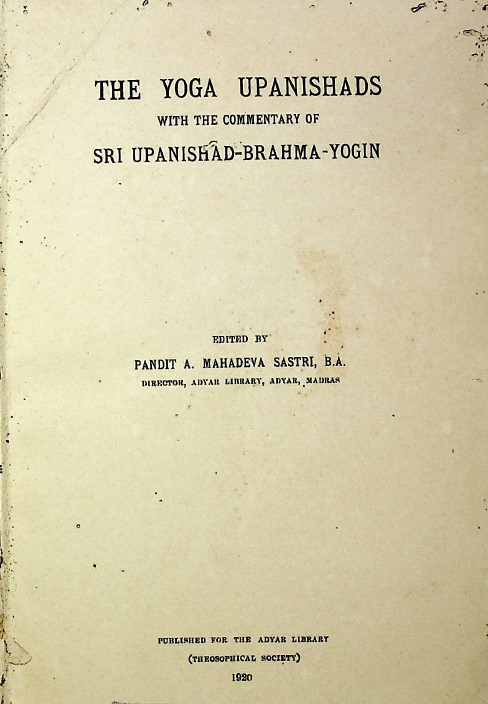 THE YOGA UPANISHADS
WITH THE COMMENTARY OF
SRI UPANISHAD-BRAHMA-YOGIN
EDITED BY
PANDIT A. MAHADEVA SASTRI, B.A.
DIRECTOR, ADYAR LIBRARY, ADYAR, MADRAS
PUBLISHED FOR THE ADYAR LIBRARY
(THEOSOPHICAL SOCIETY)
1920